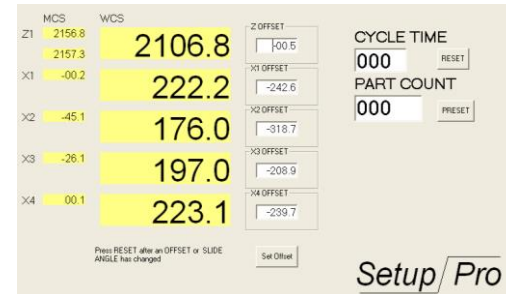 MCS WCS
Z1 2156.8 2106.8 Z OFFSET -00.5
2157.3
X1 -00.2 222.2 X1 OFFSET -242.6
X2 -45.1 176.0 X2 OFFSET -318.7
X3 -26.1 197.0 X3 OFFSET -208.9
X4 00.1 223.1 X4 OFFSET -239.7
Press RESET after an OFFSET or SLIDE
ANGLE has changed
Set Offset
CYCLE TIME
000 RESET
PART COUNT
000 PRESET
Setup/Pro